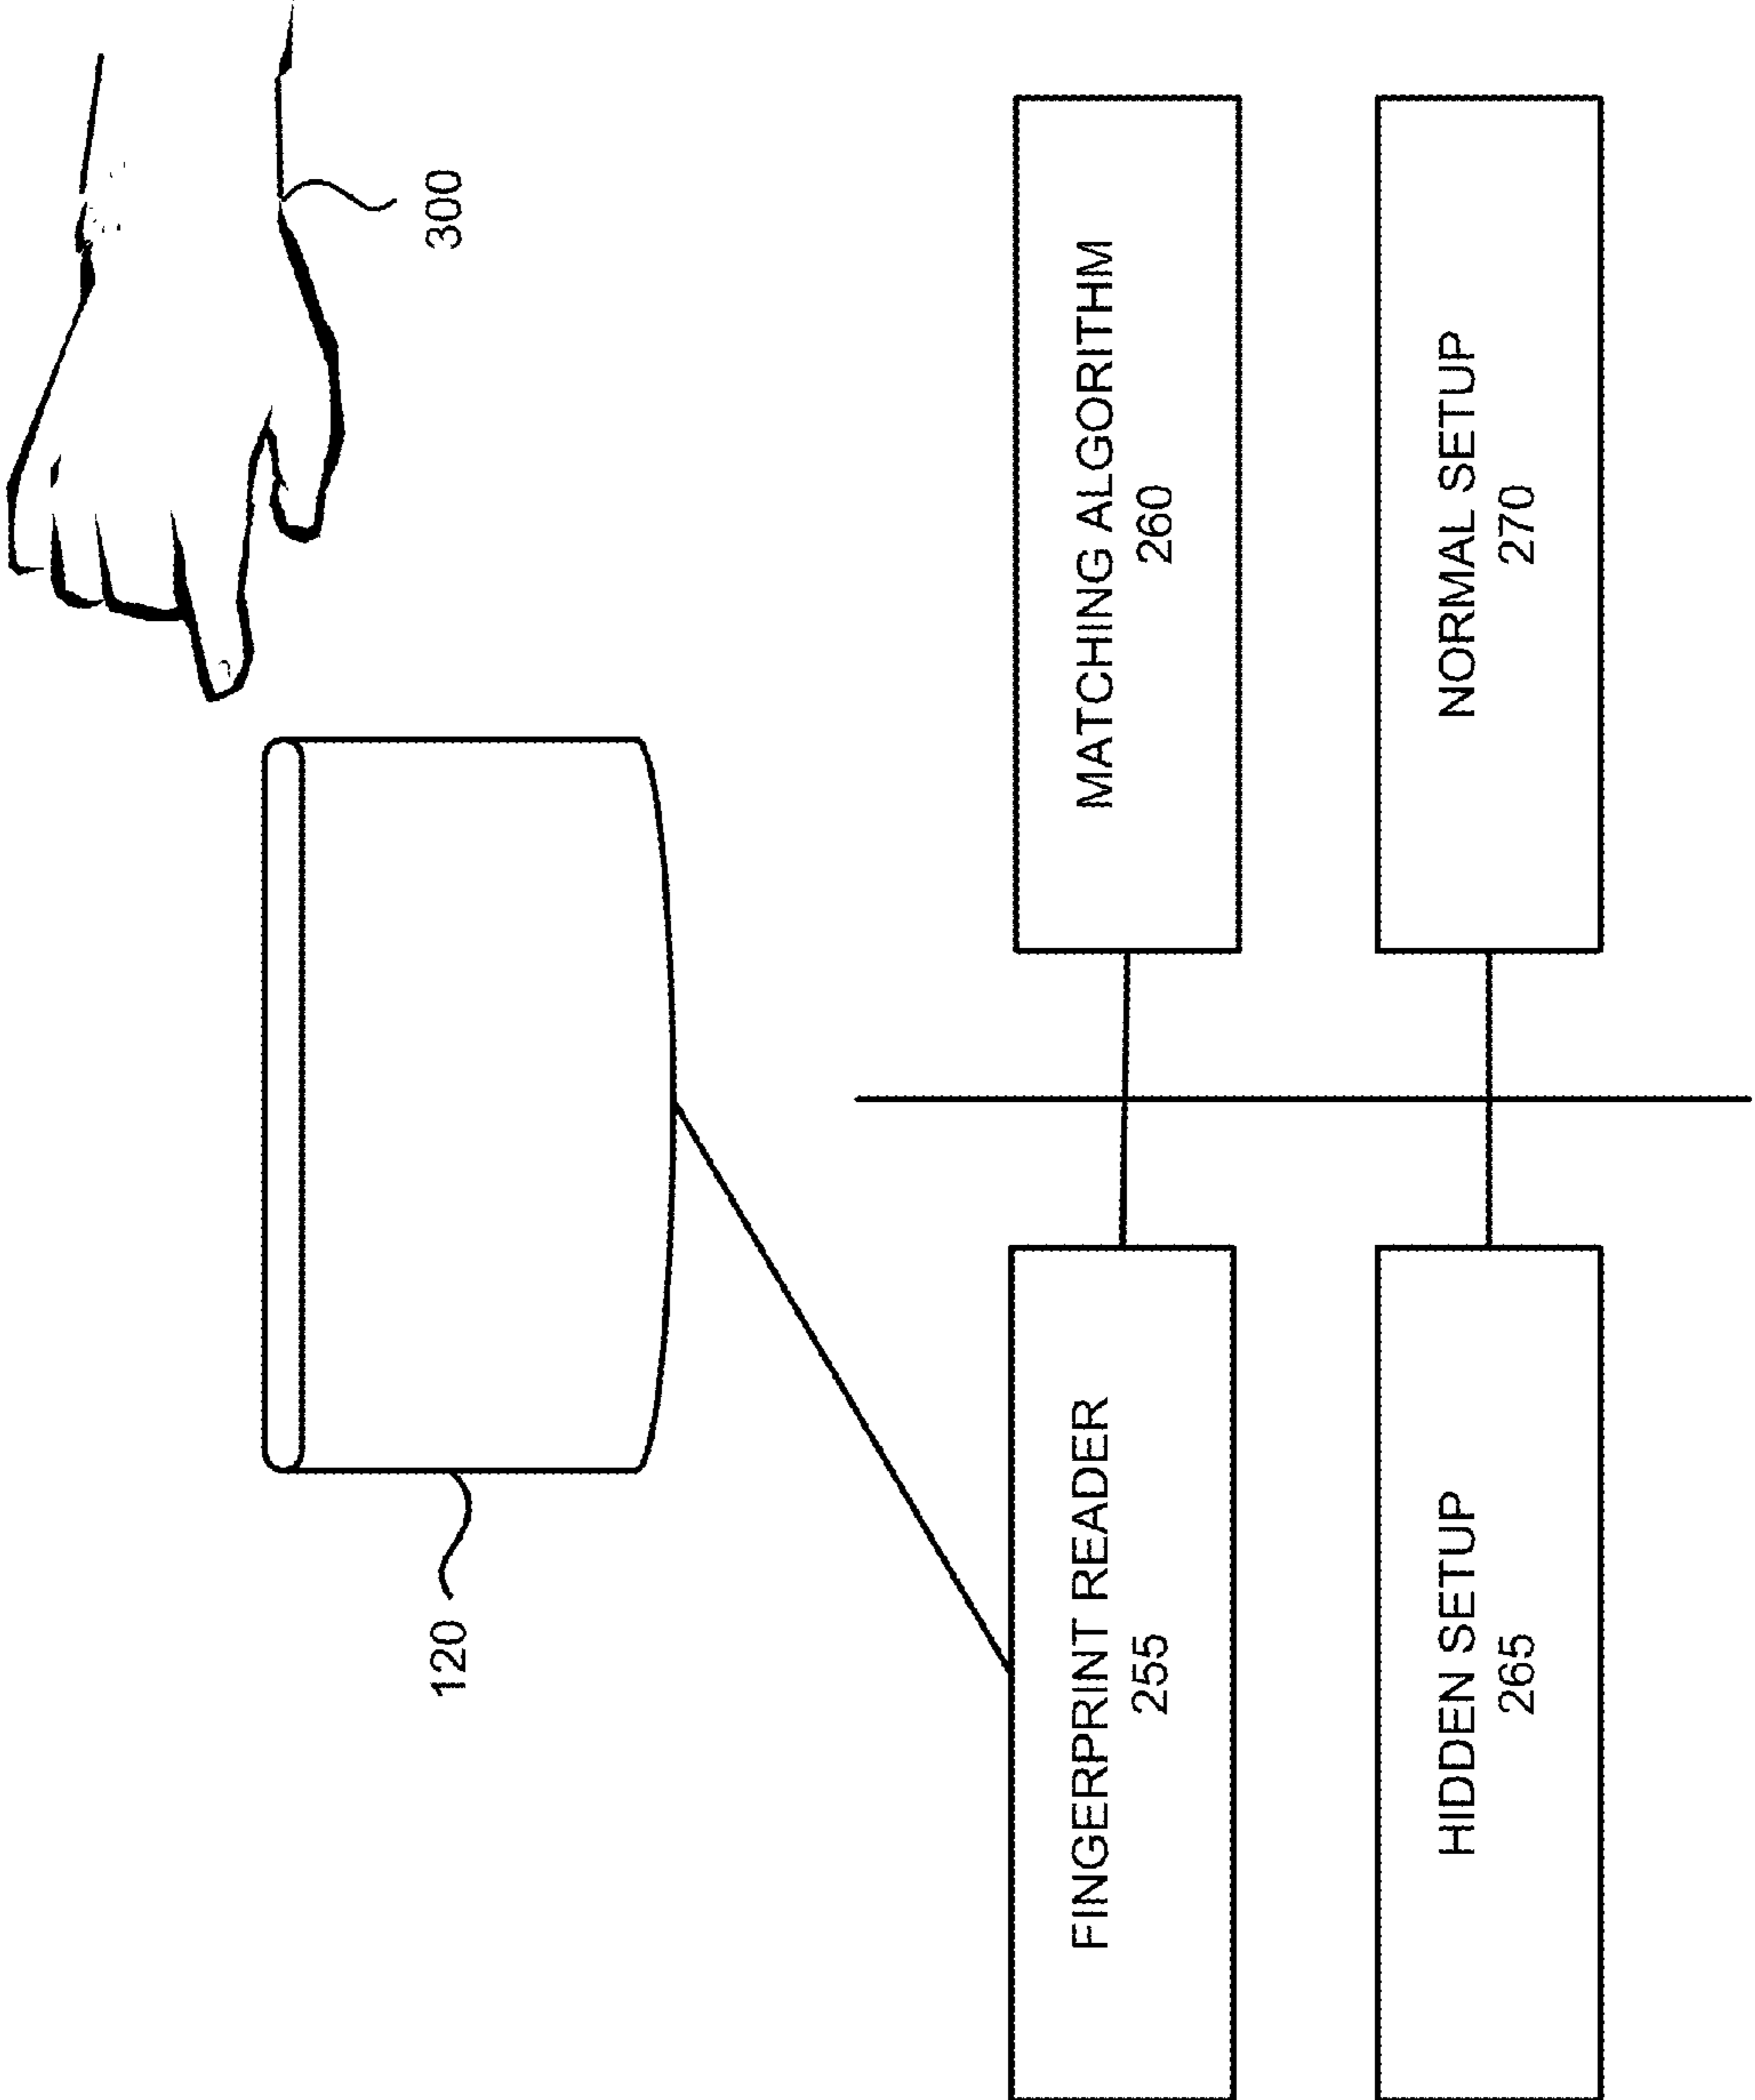 300
120
FINGERPRINT READER
255
MATCHING ALGORITHM
260
HIDDEN SETUP
265
NORMAL SETUP
270